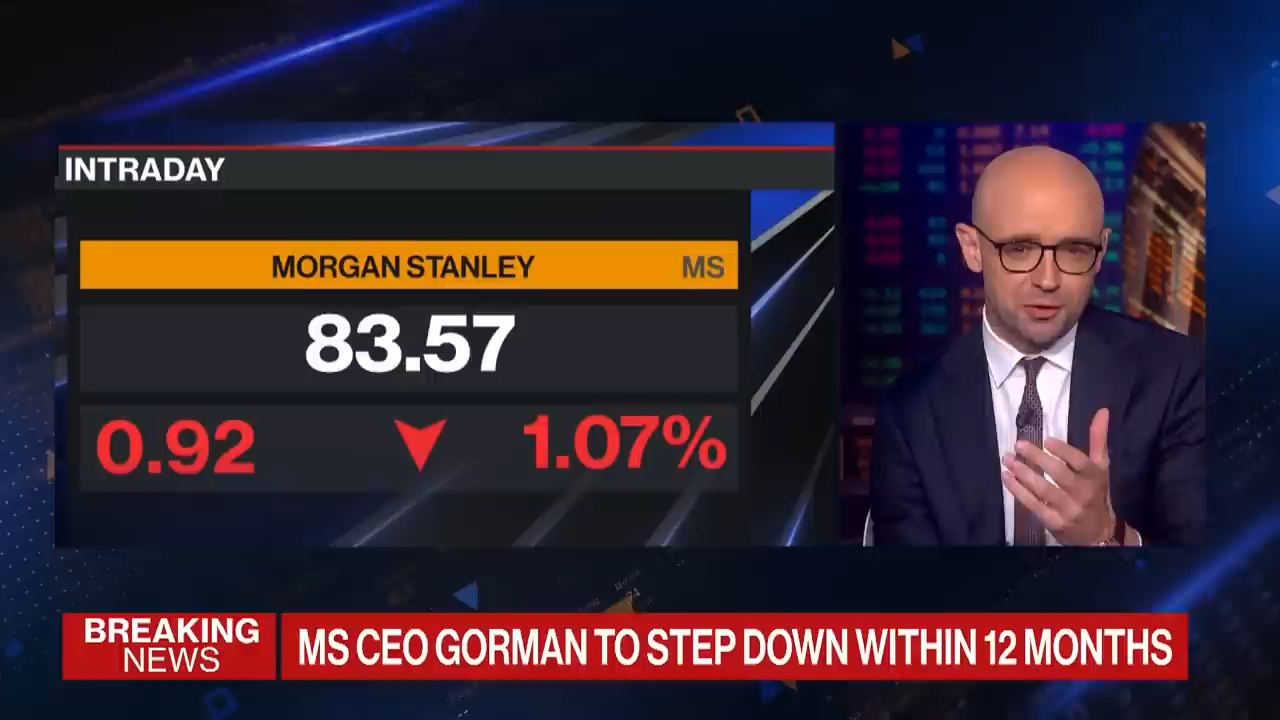 INTRADAY
MORGAN STANLEY MS
83.57
0.92 1.07%
BREAKING
NEWS
MS CEO GORMAN TO STEP DOWN WITHIN 12 MONTHS